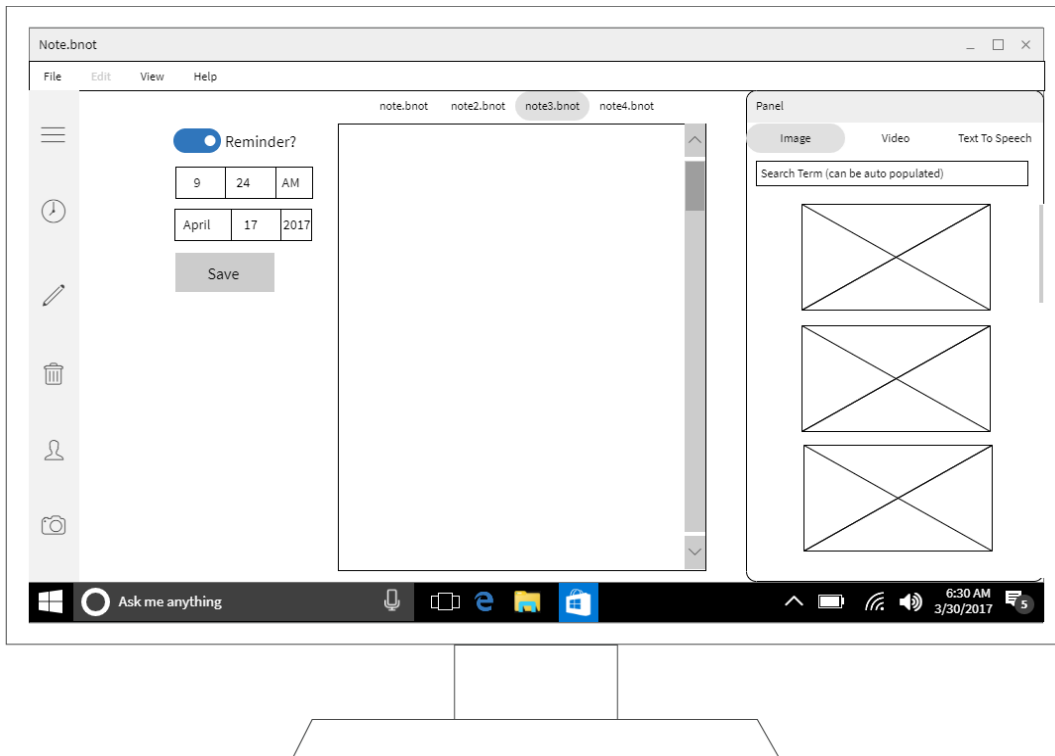 Note.bnot
File Edit View Help
note.bnot note2.bnot note3.bnot note4.bnot
Reminder?
9 24 AM
April 17 2017
Save
Panel
Image Video Text To Speech
Search Term (can be auto populated)
Ask me anything
6:30 AM
3/30/2017
5